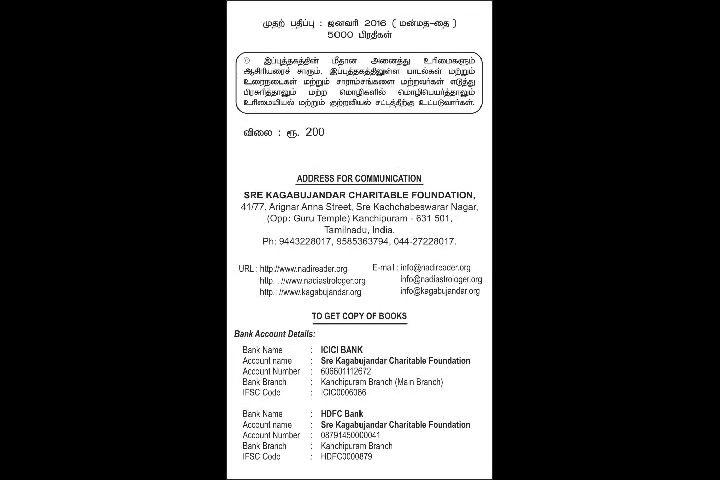 முதற் பதிப்பு : ஜனவரி 2016 ( மன்மத-தை )
5000 பிரதிகள்
© இப்புத்தகத்தின் மீதான அனைத்து உரிமைகளும்
ஆசிரியரைச் சாரும். இப்புத்தகத்திலுள்ள பாடல்கள் மற்றும்
உரைநடைகள் மற்றும் சாராம்சங்களை மற்றவர்கள் எடுத்து
பிரசுரித்தாலும் மற்ற மொழிகளில் மொழிபெயர்த்தாலும்
உரிமையியல் மற்றும் குற்றவியல் சட்டத்திற்கு உட்படுவார்கள்.
விலை : ரூ. 200
ADDRESS FOR COMMUNICATION
SRE KAGABUJANDAR CHARITABLE FOUNDATION,
41/77, Arignar Anna Street, Sre Kachchabeswarar Nagar,
(Opp: Guru Temple) Kanchipuram - 631 501,
Tamilnadu, India.
Ph: 9443228017, 9585363794, 044-27228017.
URL : http://www.nadireader.org E-mail : info@nadireader.org
http. .://www.nadiastrologer.org info@nadiastrologer.org
http.: //www.kagabujandar.org info@kagabujandar.org
TO GET COPY OF BOOKS
Bank Account Details:
Bank Name : ICICI BANK
Account name : Sre Kagabujandar Charitable Foundation
Account Number : 606601112672
Bank Branch : Kanchipuram Branch (Main Branch)
IFSC Code : ICIC0006066
Bank Name : HDFC Bank
Account name : Sre Kagabujandar Charitable Foundation
Account Number : 08791450000041
Bank Branch : Kanchipuram Branch
IFSC Code : HDFC0000879